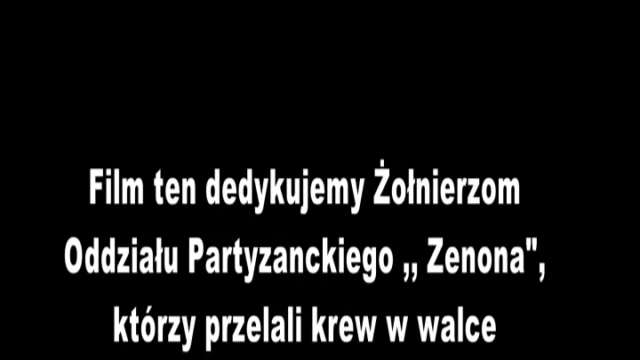 Film ten dedykujemy Żołnierzom
Oddziału Partyzanckiego ,, Zenona",
którzy przelali krew w walce